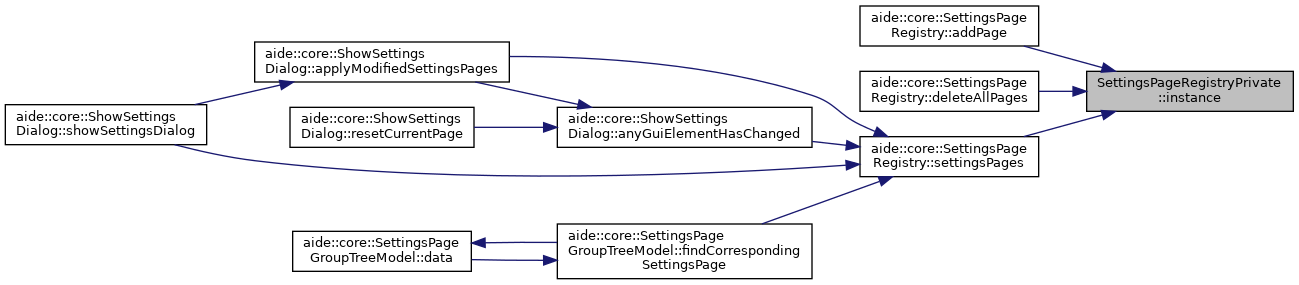 aide::core::SettingsPage
Registry::addPage
aide::core::ShowSettings
Dialog::applyModifiedSettingsPages
aide::core::SettingsPage
Registry::deleteAllPages
SettingsPageRegistryPrivate
::instance
aide::core::ShowSettings
Dialog::showSettingsDialog
aide::core::ShowSettings
Dialog::resetCurrentPage
aide::core::ShowSettings
Dialog::anyGuiElementHasChanged
aide::core::SettingsPage
Registry::settingsPages
aide::core::SettingsPage
GroupTreeModel::data
aide::core::SettingsPage
GroupTreeModel::findCorresponding
SettingsPage